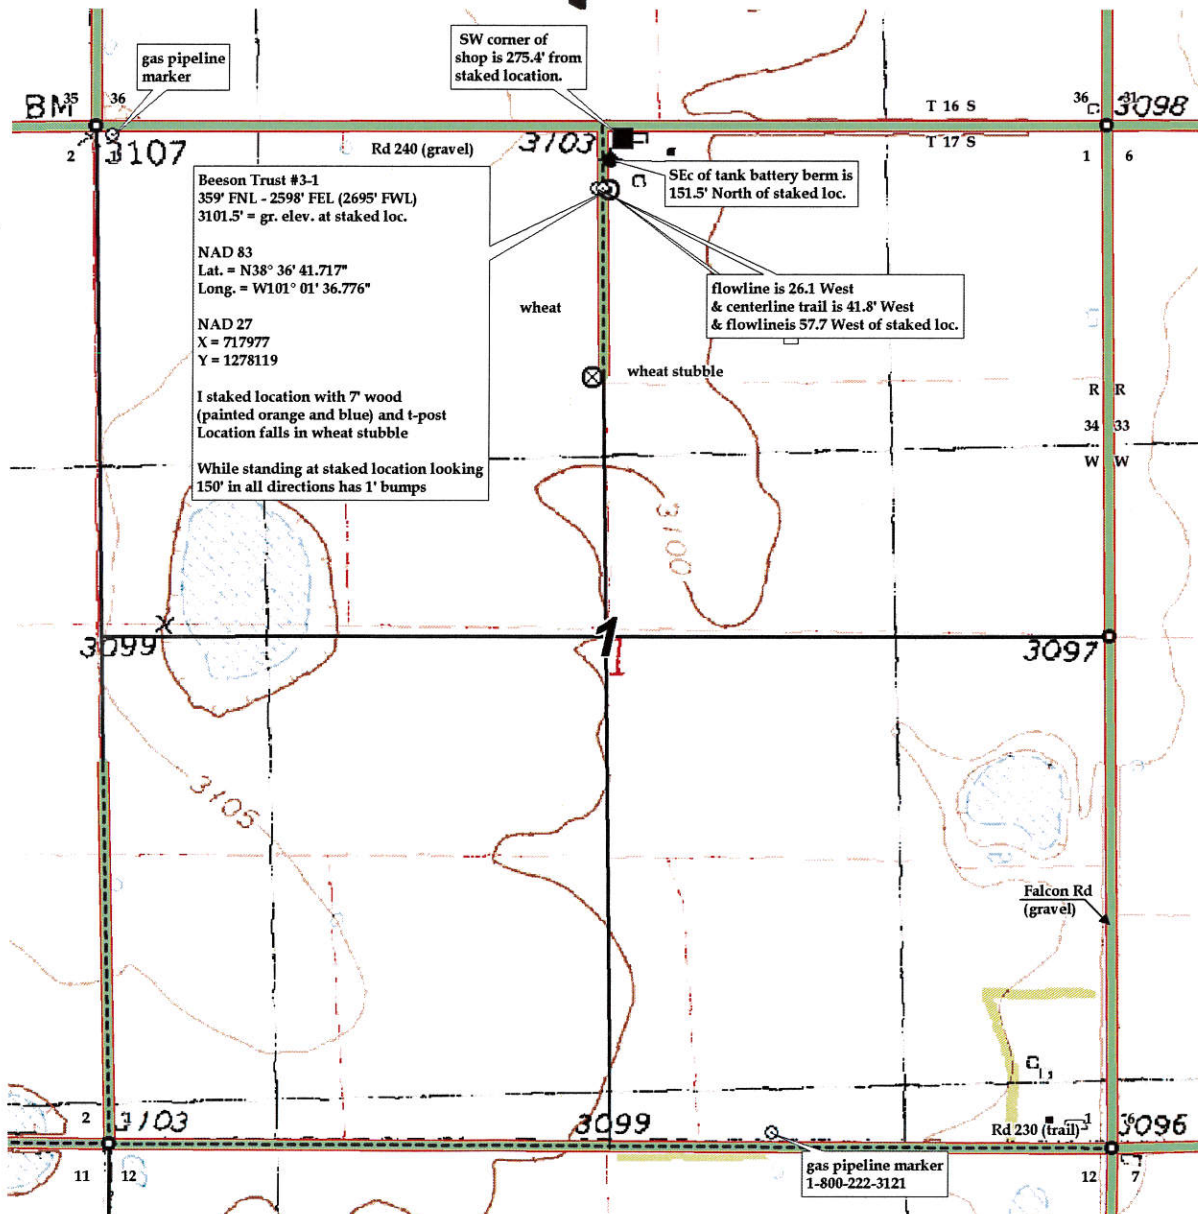 gas pipeline
marker
SW corner of
shop is 275.4' from
staked location.
BM
35
36
3107
2
Rd 240 (gravel)
3103
T 16 S
T 17 S
36
31
3098
1
6
SEc of tank battery berm is
151.5' North of staked loc.
Beeson Trust #3-1
359' FNL - 2598' FEL (2695' FWL)
3101.5' = gr. elev. at staked loc.
NAD 83
Lat. = N38° 36' 41.717"
Long. = W101° 01' 36.776"
NAD 27
X = 717977
Y = 1278119
I staked location with 7' wood
(painted orange and blue) and t-post
Location falls in wheat stubble
While standing at staked location looking
150' in all directions has 1' bumps
flowline is 26.1 West
& centerline trail is 41.8' West
& flowlineis 57.7 West of staked loc.
wheat
wheat stubble
R R
34 33
W W
3100
1
1
3099
3097
3105
Falcon Rd
(gravel)
2
3103
3099
Rd 230 (trail)
1
6
3096
11
12
gas pipeline marker
1-800-222-3121
12
7